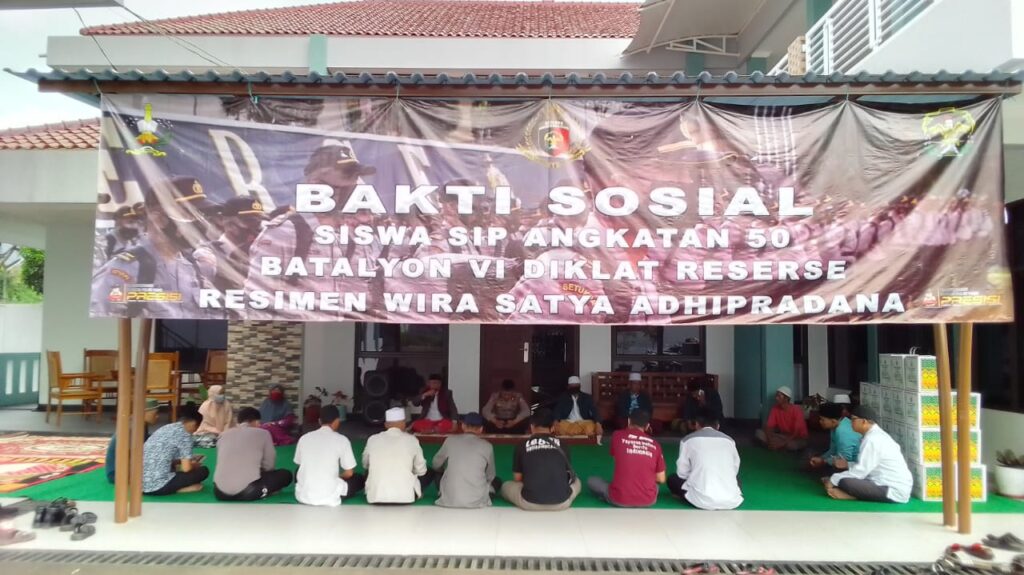 BAKTI SOSIAL
SISWA SIP ANGKATAN 50
BATALYON VI DIKLAT RESERSE
RESIMEN WIRA SATYA ADHIPRADANA
PRESISI
PRESISI